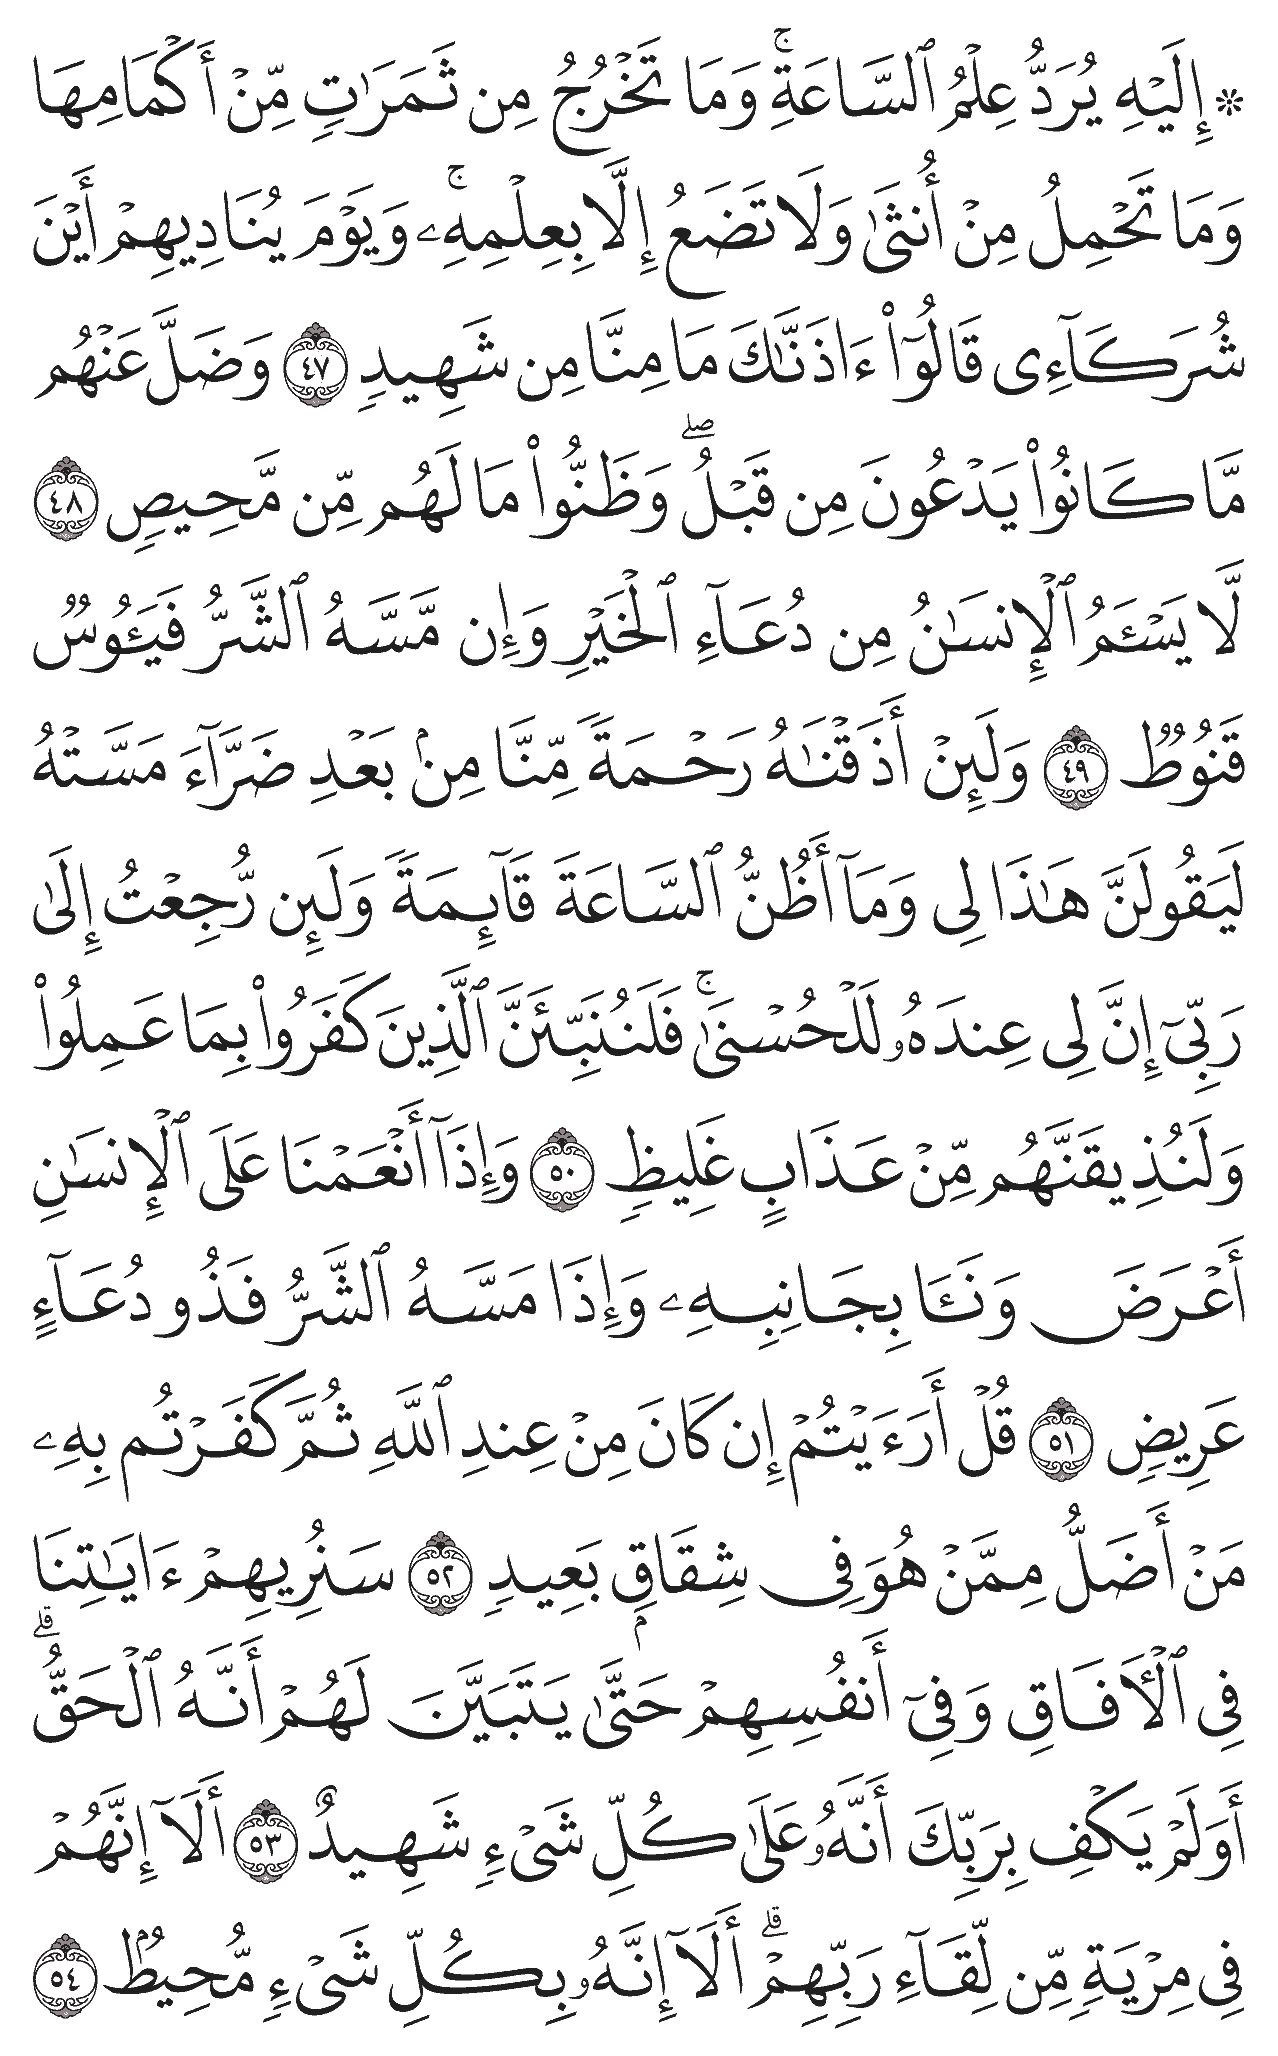 ۞ إِلَيْهِ يُرَدُّ عِلْمُ ٱلسَّاعَةِ ۚ وَمَا تَخْرُجُ مِن ثَمَرَٰتٍ مِّنْ أَكْمَامِهَا
وَمَا تَحْمِلُ مِنْ أُنثَىٰ وَلَا تَضَعُ إِلَّا بِعِلْمِهِۦ ۚ وَيَوْمَ يُنَادِيهِمْ أَيْنَ
شُرَكَآءِى قَالُوٓا۟ ءَاذَنَّٰكَ مَا مِنَّا مِن شَهِيدٍ ٤٧ وَضَلَّ عَنْهُم
مَّا كَانُوا۟ يَدْعُونَ مِن قَبْلُ ۖ وَظَنُّوا۟ مَا لَهُم مِّن مَّحِيصٍ ٤٨
لَّا يَسْـَٔمُ ٱلْإِنسَٰنُ مِن دُعَآءِ ٱلْخَيْرِ وَإِن مَّسَّهُ ٱلشَّرُّ فَيَـُٔوسٌ
قَنُوطٌ ٤٩ وَلَئِنْ أَذَقْنَٰهُ رَحْمَةً مِّنَّا مِنۢ بَعْدِ ضَرَّآءَ مَسَّتْهُ
لَيَقُولَنَّ هَٰذَا لِى وَمَآ أَظُنُّ ٱلسَّاعَةَ قَآئِمَةً وَلَئِن رُّجِعْتُ إِلَىٰ
رَبِّىٓ إِنَّ لِى عِندَهُۥ لَلْحُسْنَىٰ ۚ فَلَنُنَبِّئَنَّ ٱلَّذِينَ كَفَرُوا۟ بِمَا عَمِلُوا۟
وَلَنُذِيقَنَّهُم مِّنْ عَذَابٍ غَلِيظٍ ٥٠ وَإِذَآ أَنْعَمْنَا عَلَى ٱلْإِنسَٰنِ
أَعْرَضَ وَنَـَٔا بِجَانِبِهِۦ وَإِذَا مَسَّهُ ٱلشَّرُّ فَذُو دُعَآءٍ
عَرِيضٍ ٥١ قُلْ أَرَءَيْتُمْ إِن كَانَ مِنْ عِندِ ٱللَّهِ ثُمَّ كَفَرْتُم بِهِۦ
مَنْ أَضَلُّ مِمَّنْ هُوَ فِى شِقَاقٍۭ بَعِيدٍ ٥٢ سَنُرِيهِمْ ءَايَٰتِنَا
فِى ٱلْـَٔافَاقِ وَفِىٓ أَنفُسِهِمْ حَتَّىٰ يَتَبَيَّنَ لَهُمْ أَنَّهُ ٱلْحَقُّ ۗ
أَوَلَمْ يَكْفِ بِرَبِّكَ أَنَّهُۥ عَلَىٰ كُلِّ شَىْءٍ شَهِيدٌ ٥٣ أَلَآ إِنَّهُمْ
فِى مِرْيَةٍ مِّن لِّقَآءِ رَبِّهِمْ ۗ أَلَآ إِنَّهُۥ بِكُلِّ شَىْءٍ مُّحِيطٌۢ ٥٤